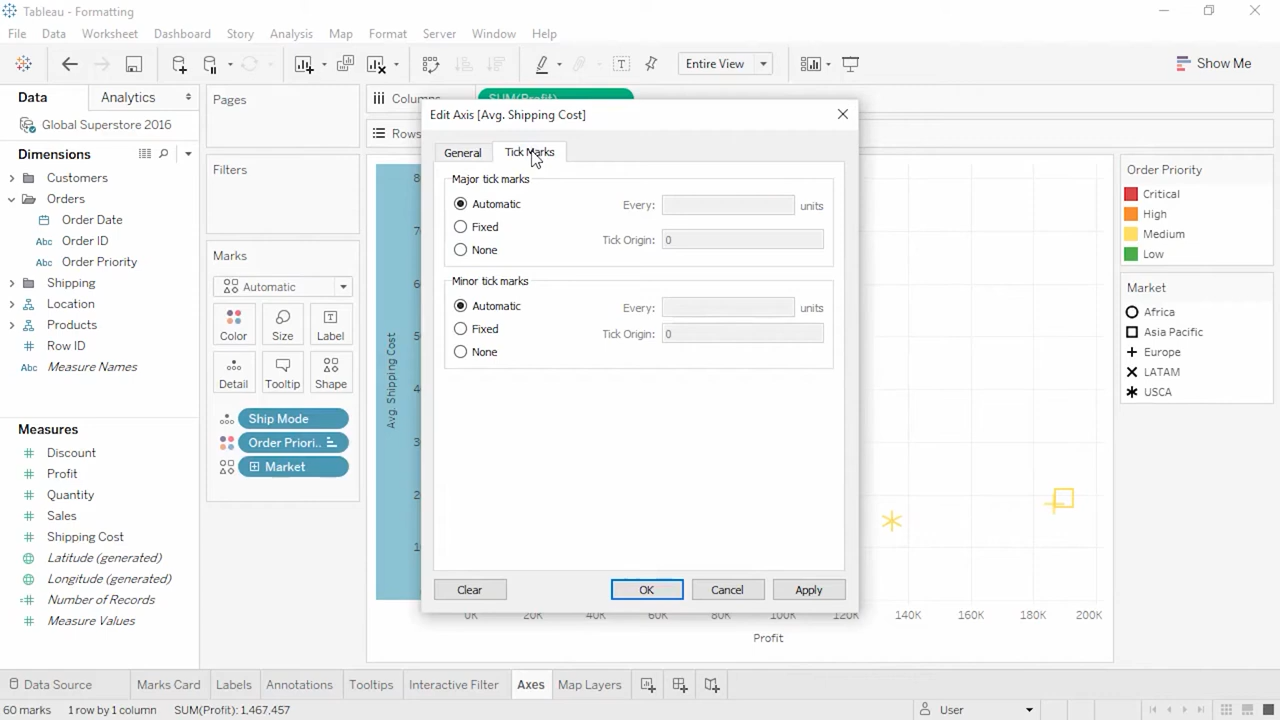 Tableau - Formatting
File Data Worksheet Dashboard Story Analysis Map Format Server Window Help
Entire View
Show Me
Data Analytics
Pages
Columns SUM(Profit)
Global Superstore 2016
Rows
Dimensions
Customers
Orders
Order Date
Abc Order ID
Abc Order Priority
Shipping
Location
Products
Row ID
Abc Measure Names
Measures
Discount
Profit
Quantity
Sales
Shipping Cost
Latitude (generated)
Longitude (generated)
Number of Records
Measure Values
Filters
Marks
Automatic
Color Size Label
Detail Tooltip Shape
Ship Mode
Order Priori..
Market
Edit Axis [Avg. Shipping Cost]
General Tick Marks
Major tick marks
Automatic Every: units
Fixed Tick Origin: 0
None
Minor tick marks
Automatic Every: units
Fixed Tick Origin: 0
None
Clear OK Cancel Apply
Avg. Shipping Cost
0K 20K 40K 60K 80K 100K 120K 140K 160K 180K 200K
Profit
Order Priority
Critical
High
Medium
Low
Market
Africa
Asia Pacific
Europe
LATAM
USCA
Data Source Marks Card Labels Annotations Tooltips Interactive Filter Axes Map Layers
60 marks 1 row by 1 column SUM(Profit): 1,467,457 User